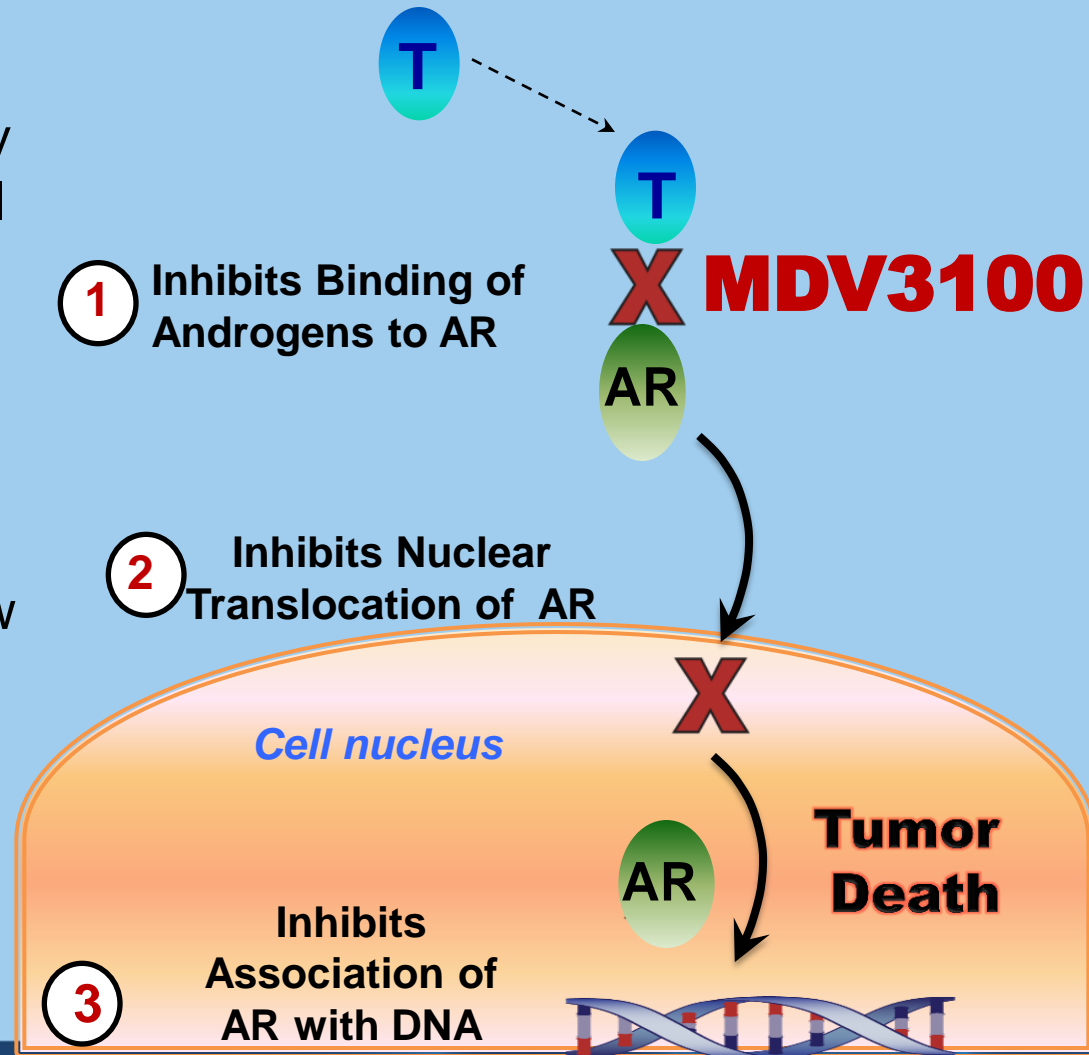 T
T
1
Inhibits Binding of
Androgens to AR
X MDV3100
AR
2
Inhibits Nuclear
Translocation of AR
X
Cell nucleus
Tumor
Death
AR
Inhibits
Association of
AR with DNA
3